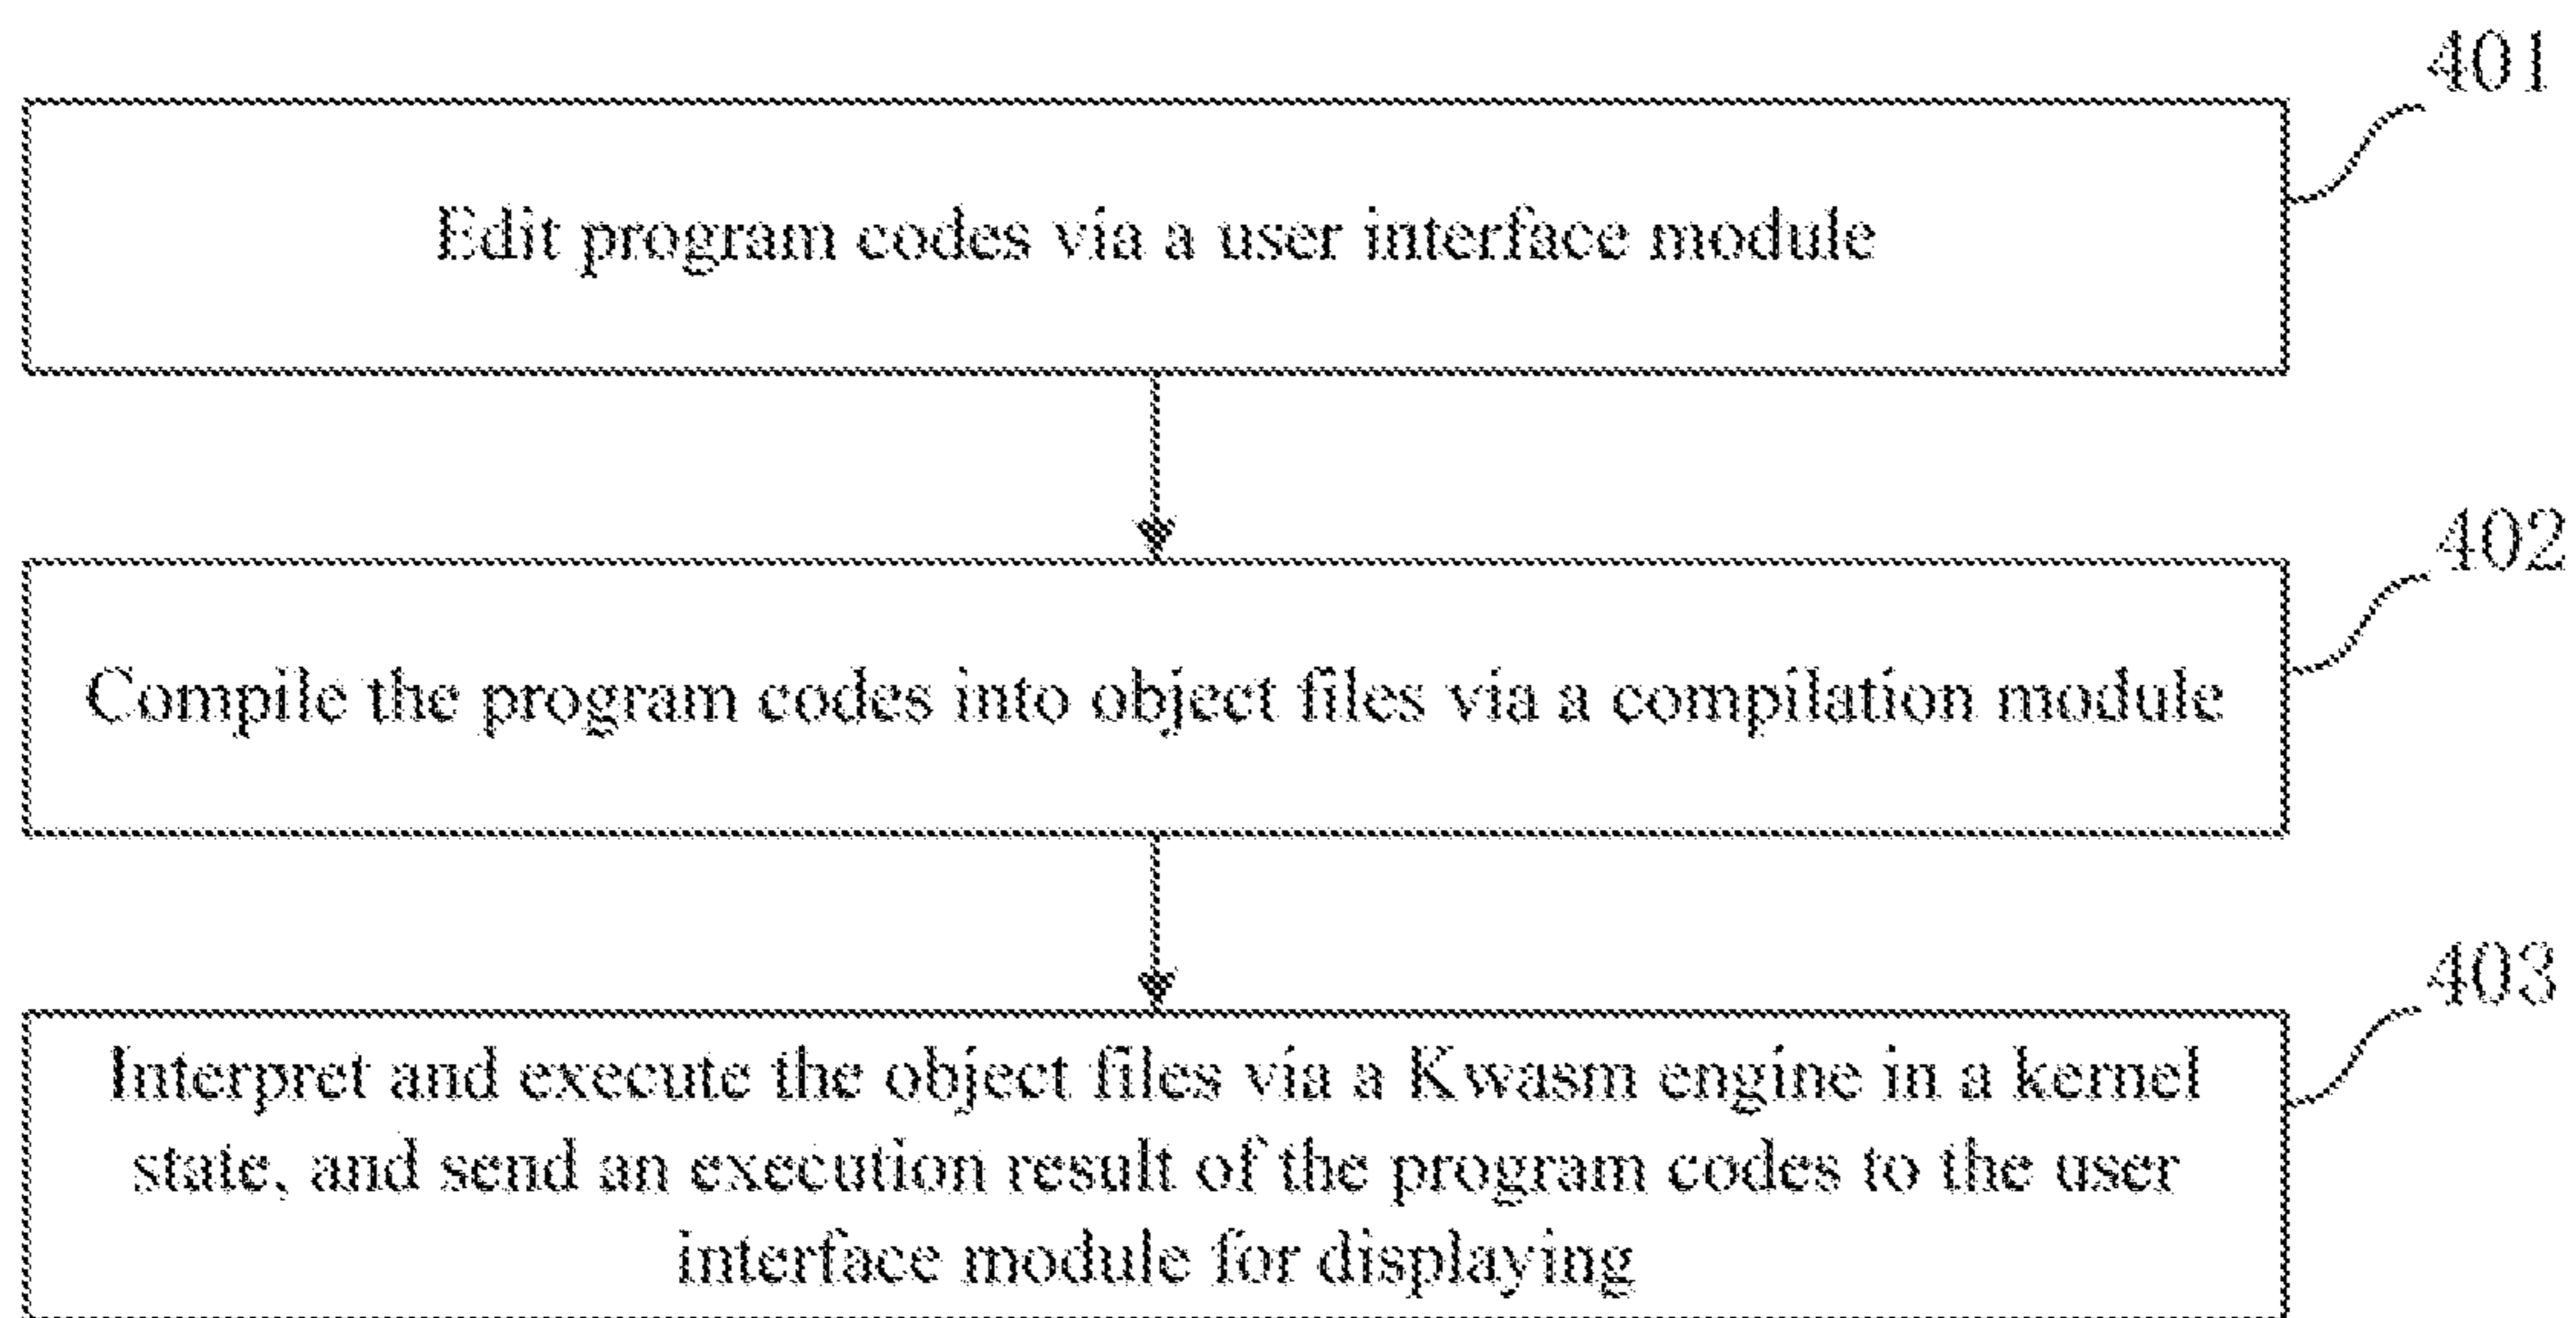 401
Edit program codes via a user interface module
402
Compile the program codes into object files via a compilation module
403
Interpret and execute the object files via a Kwasm engine in a kernel
state, and send an execution result of the program codes to the user
interface module for displaying